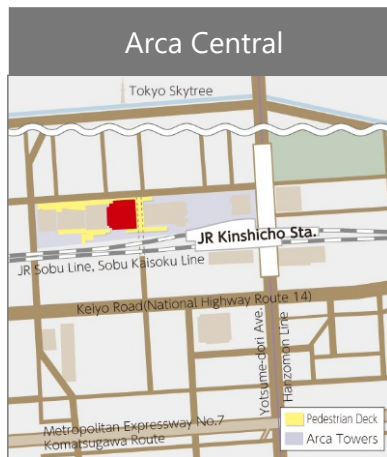 Arca Central
Tokyo Skytree
JR Kinshicho Sta.
JR Sobu Line, Sobu Kaisoku Line
Keiyo Road(National Highway Route 14)
Yotsume-dori Ave.
Hanzomon Line
Metropolitan Expressway No.7
Komatsugawa Route
Pedestrian Deck
Arca Towers